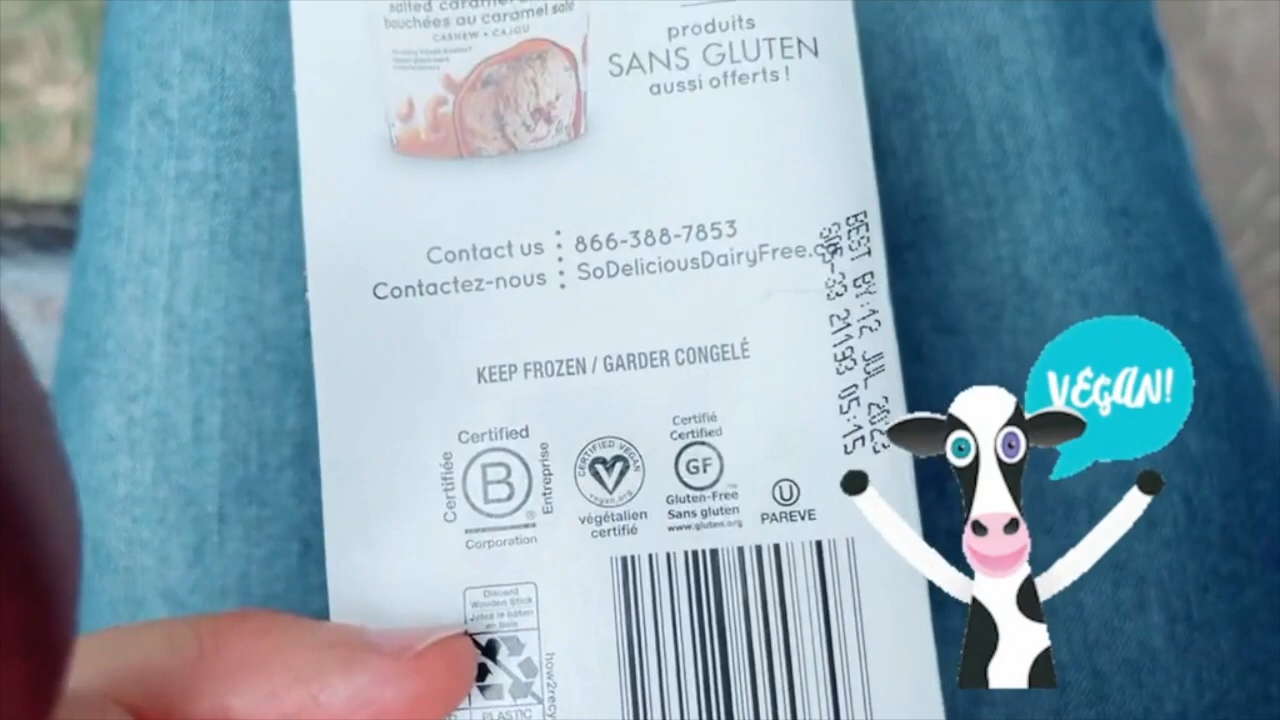 salted caramel
bouchées au caramel salé
CASHEW • CAJOU
produits
SANS GLUTEN
aussi offerts !
Contact us : 866-388-7853
Contactez-nous : SoDeliciousDairyFree.
BEST BY:12 JUL 2023
21193 05:15
KEEP FROZEN / GARDER CONGELÉ
Certified
Certifiée
B
®
Entreprise
Corporation
CERTIFIED VEGAN
vegan.org
végétalien
certifié
Certifié
Certified
GF
Gluten-Free
Sans gluten
www.gluten.org
U
PAREVE
VEGAN!
Discard
Wooden Stick
Jetez le bâton
en bois
PLASTIC
how2recy